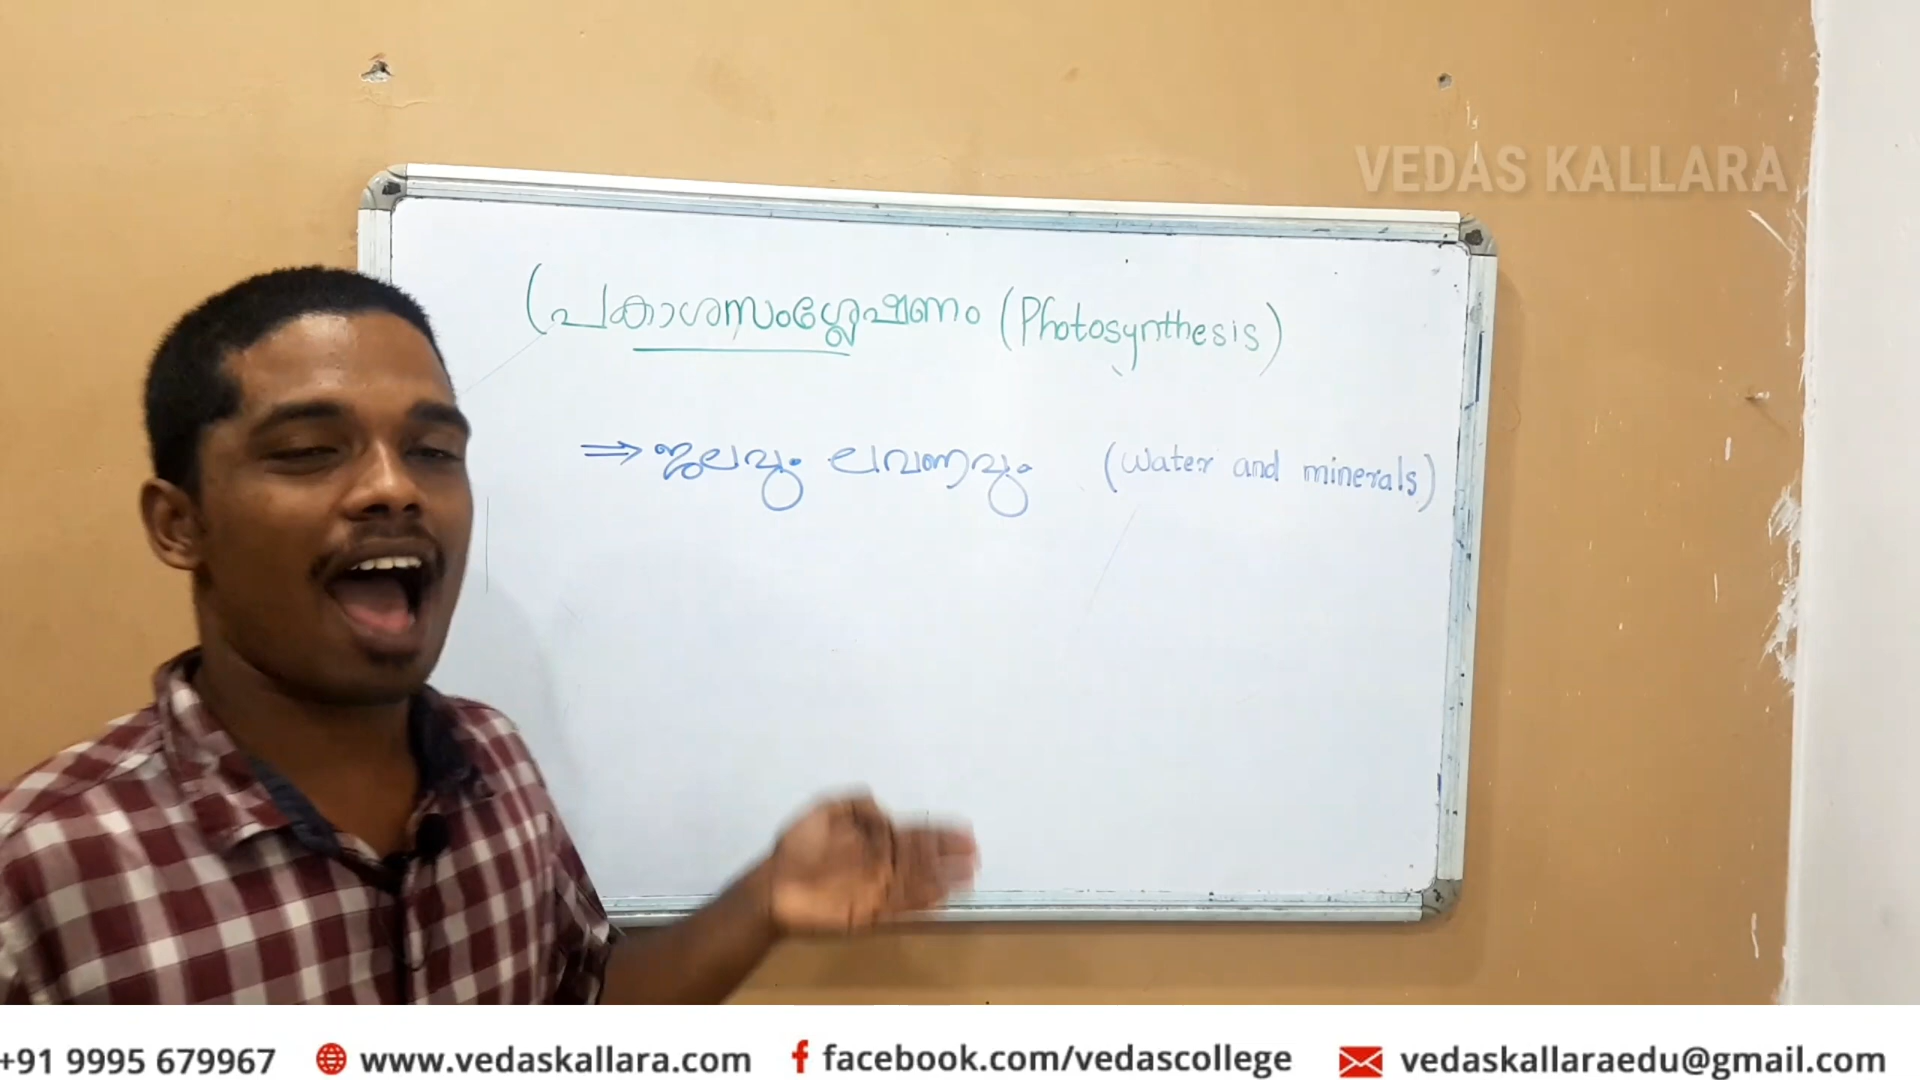 VEDAS KALLARA
പ്രകാശസംശ്ലേഷണം (Photosynthesis)
⇒ ജലവും ലവണവും (water and minerals)
+91 9995 679967 www.vedaskallara.com facebook.com/vedascollege vedaskallaraedu@gmail.com